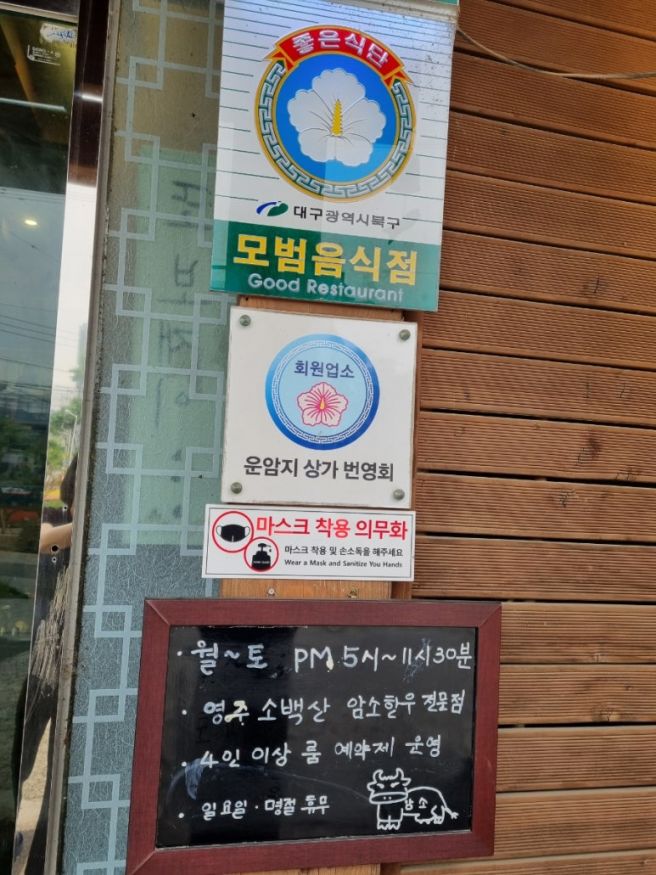 좋은식단
대구광역시북구
모범음식점
Good Restaurant
회원업소
운암지 상가 번영회
마스크 착용 의무화
마스크 착용 및 손소독을 해주세요
Wear a Mask and Sanitize You Hands
· 월~토 PM 5시~11시30분
· 영주 소백산 암소한우 전문점
· 4인 이상 룸 예약제 운영
· 일요일 · 명절 휴무
암소